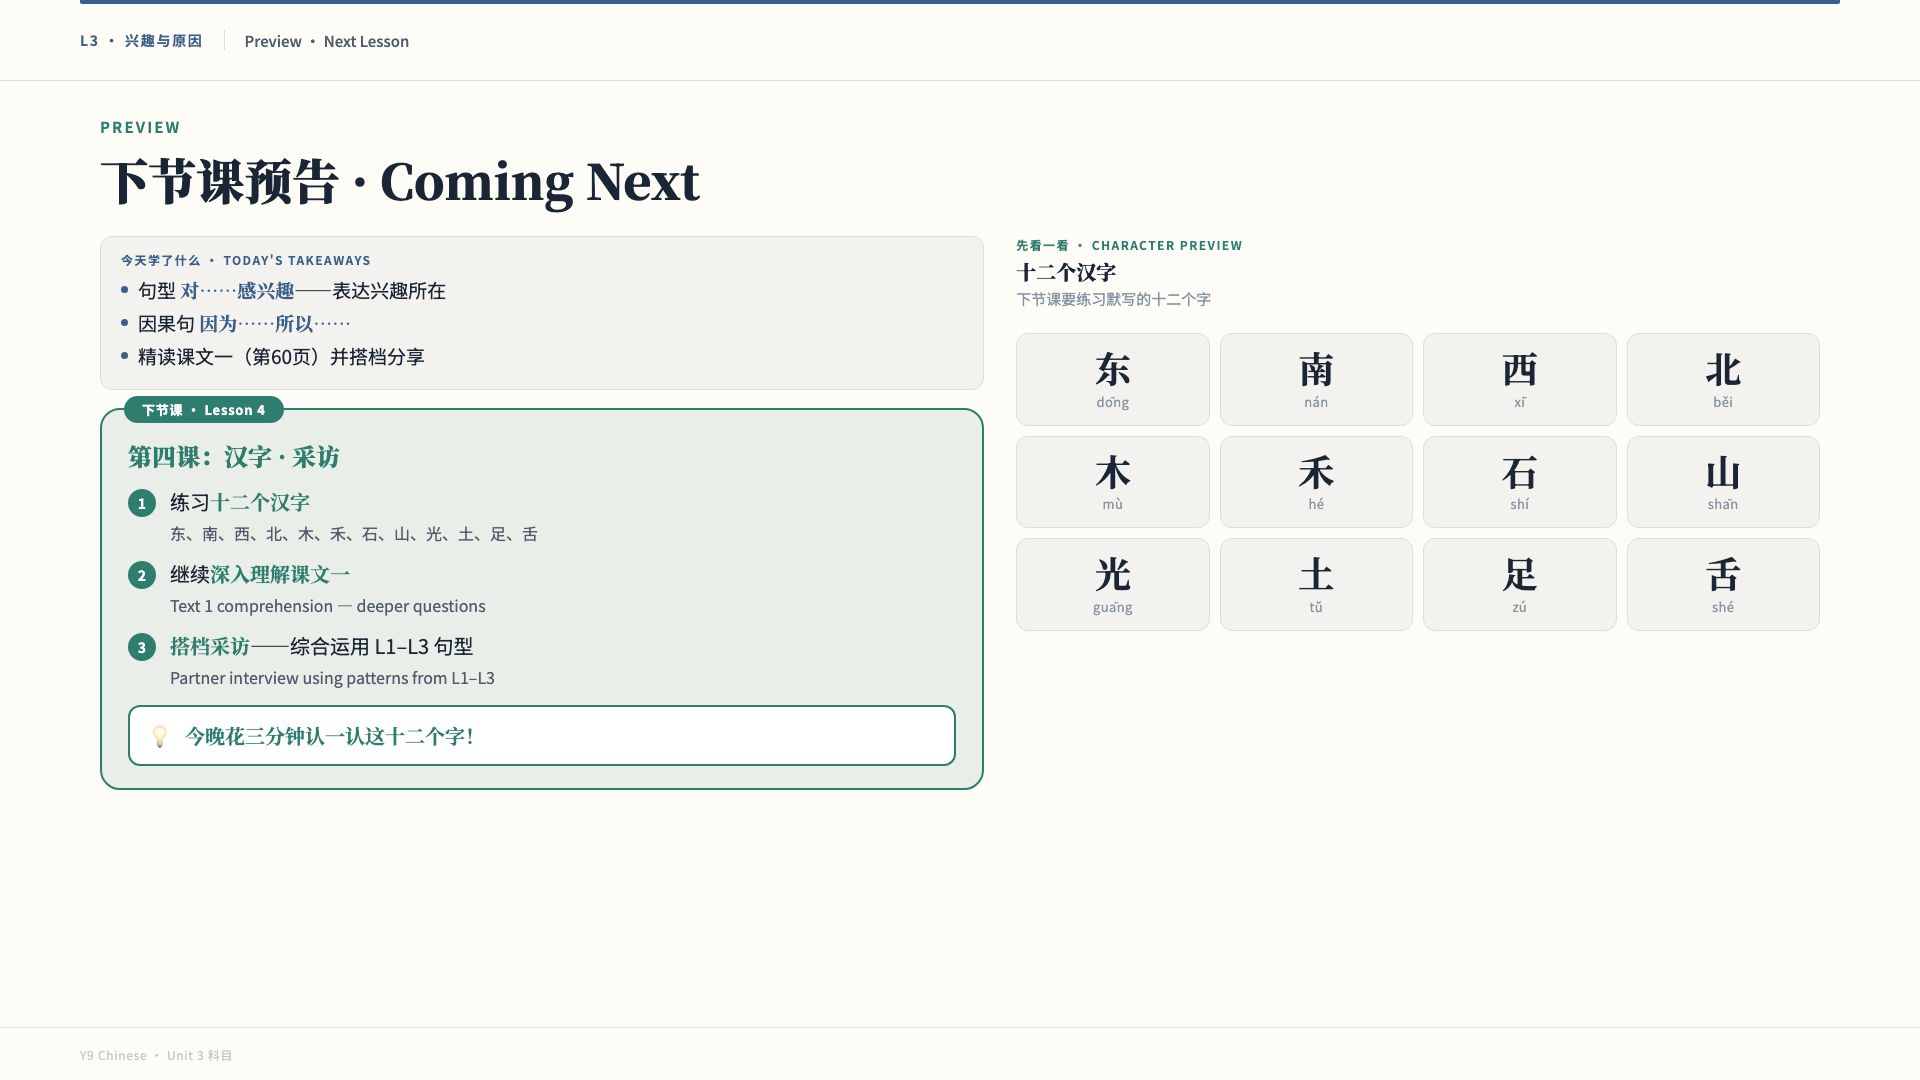 L3 · 兴趣与原因
Preview · Next Lesson
PREVIEW
下节课预告 · Coming Next
今天学了什么 · TODAY'S TAKEAWAYS
句型 对……感兴趣——表达兴趣所在
因果句 因为……所以……
精读课文一（第60页）并搭档分享
下节课 · Lesson 4
第四课：汉字 · 采访
1 练习十二个汉字
东、南、西、北、木、禾、石、山、光、土、足、舌
2 继续深入理解课文一
Text 1 comprehension — deeper questions
3 搭档采访——综合运用 L1–L3 句型
Partner interview using patterns from L1–L3
今晚花三分钟认一认这十二个字！
先看一看 · CHARACTER PREVIEW
十二个汉字
下节课要练习默写的十二个字
东 南 西 北
dōng nán xī běi
木 禾 石 山
mù hé shí shān
光 土 足 舌
guāng tǔ zú shé
Y9 Chinese · Unit 3 科目